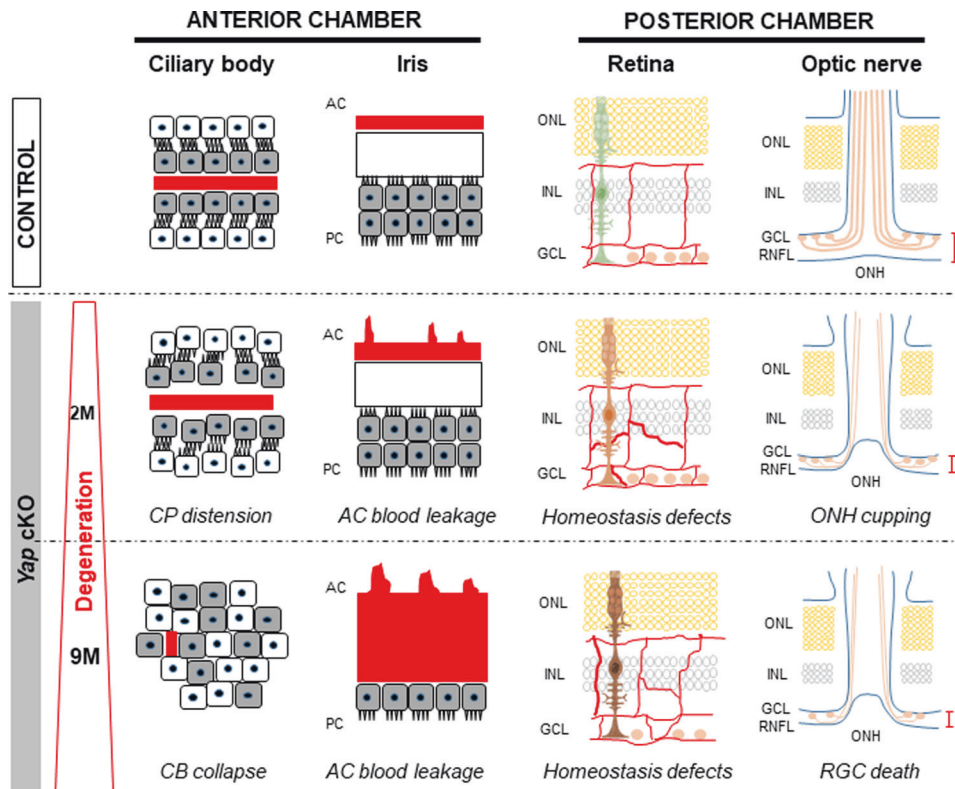 ANTERIOR CHAMBER
POSTERIOR CHAMBER
Ciliary body
Iris
Retina
Optic nerve
CONTROL
AC
PC
ONL
INL
GCL
ONL
INL
GCL
RNFL
ONH
Yap cKO
Degeneration
2M
AC
PC
ONL
INL
GCL
ONL
INL
GCL
RNFL
ONH
CP distension
AC blood leakage
Homeostasis defects
ONH cupping
9M
AC
PC
ONL
INL
GCL
ONL
INL
GCL
RNFL
ONH
CB collapse
AC blood leakage
Homeostasis defects
RGC death